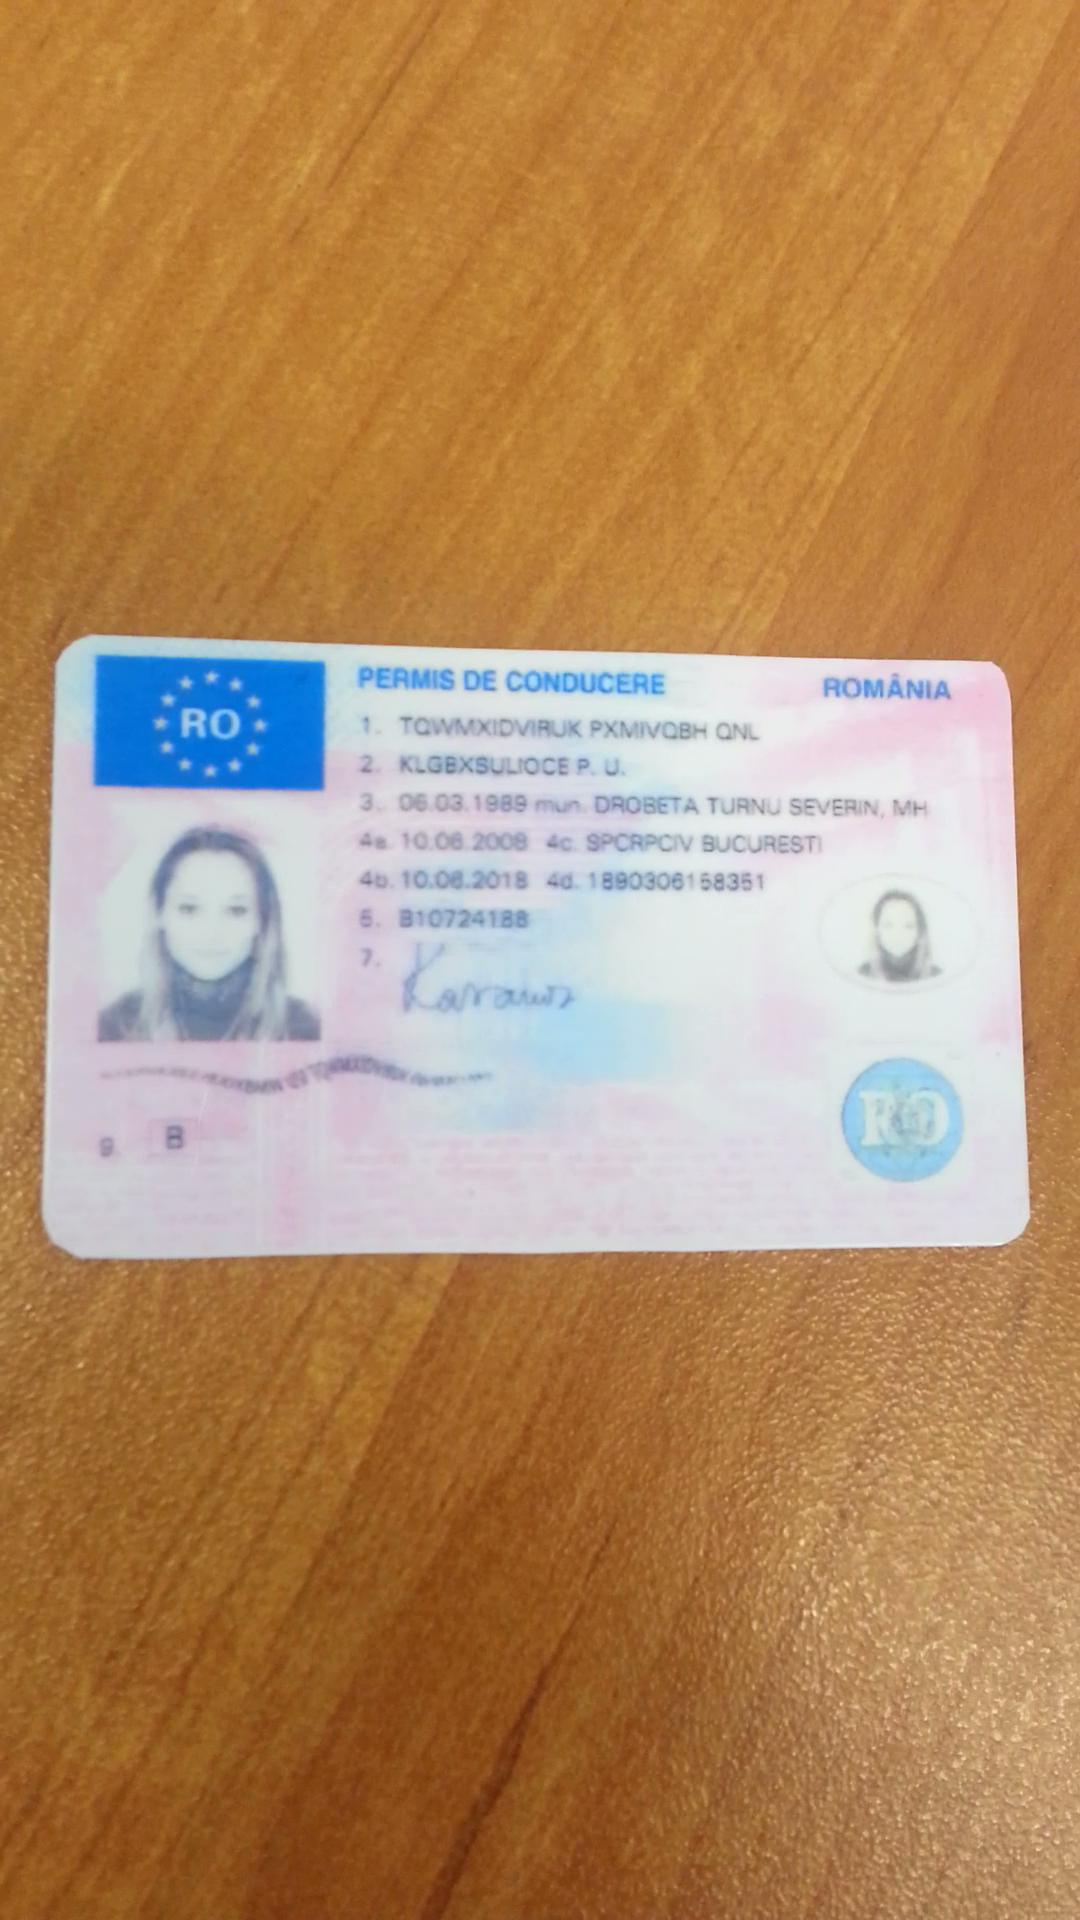 RO
PERMIS DE CONDUCERE ROMÂNIA
1. TQWMXIDVIRUK PXMIVQBH QNL
2. KLGBXSULIOCE P. U.
3. 06.03.1989 mun. DROBETA TURNU SEVERIN, MH
4a. 10.06.2008 4c. SPCRPCIV BUCURESTI
4b. 10.06.2018 4d. 1890306158351
5. B10724188
7.
TQWMXIDVIRUK
9. B
RO